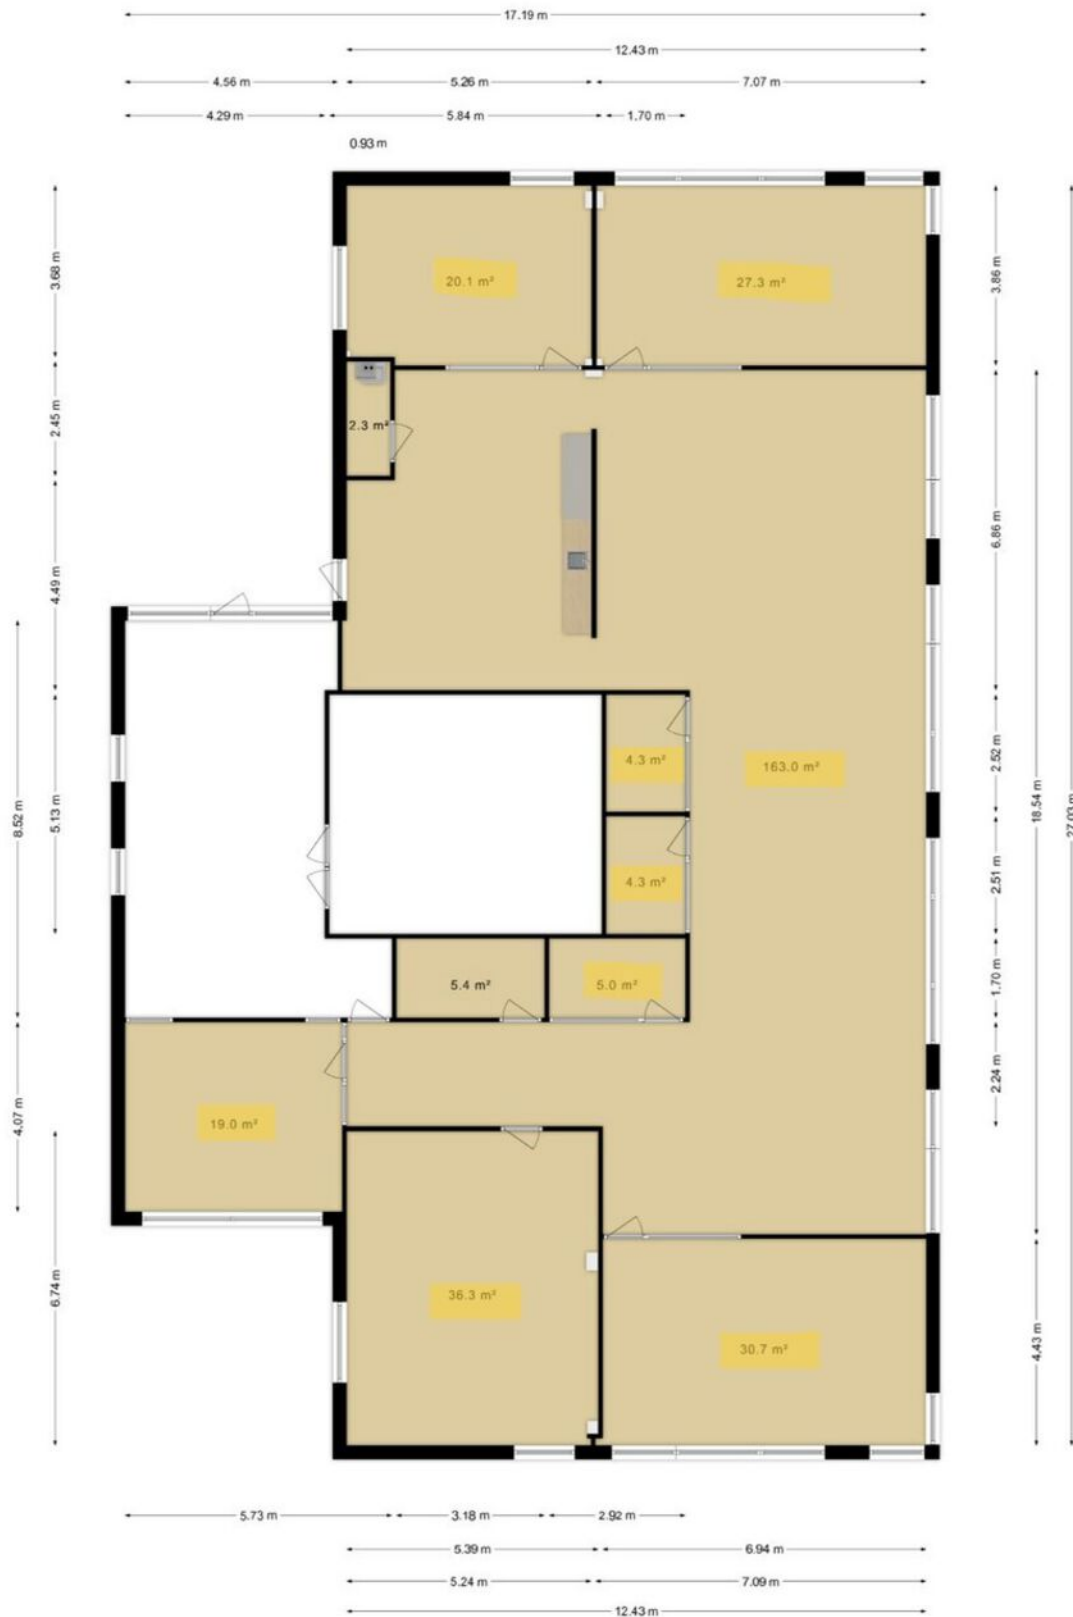 17.19 m
12.43 m
4.56 m
5.26 m
7.07 m
4.29 m
5.84 m
1.70 m
0.93 m
3.68 m
3.86 m
20.1 m²
27.3 m²
2.45 m
2.3 m²
6.86 m
4.49 m
4.3 m²
163.0 m²
2.52 m
8.52 m
5.13 m
18.54 m
27.03 m
4.3 m²
2.51 m
5.4 m²
5.0 m²
1.70 m
2.24 m
4.07 m
19.0 m²
6.74 m
36.3 m²
30.7 m²
4.43 m
5.73 m
3.18 m
2.92 m
5.39 m
6.94 m
5.24 m
7.09 m
12.43 m